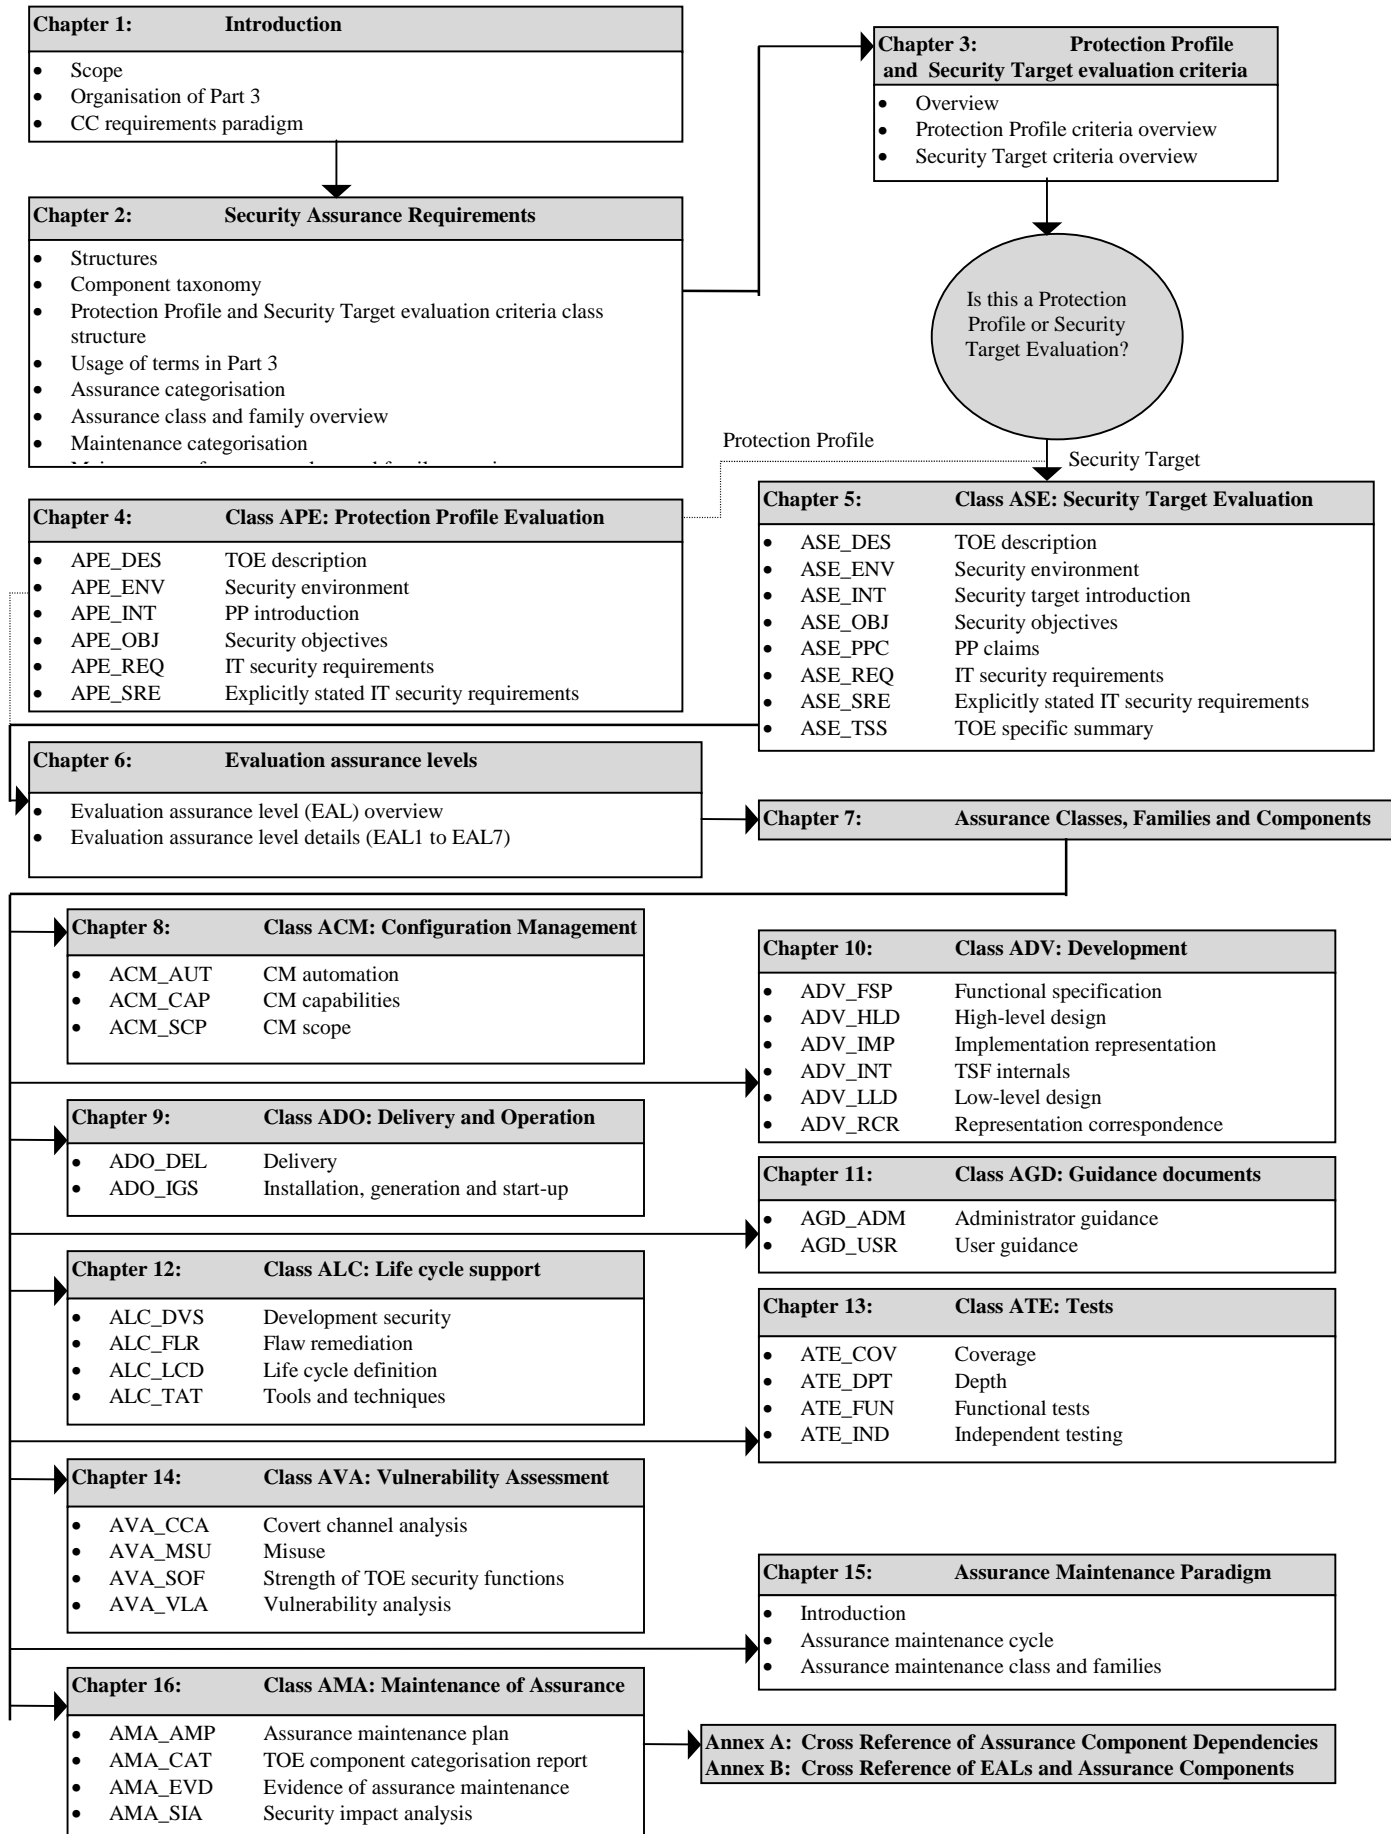 Chapter 1: Introduction
• Scope
• Organisation of Part 3
• CC requirements paradigm
Chapter 2: Security Assurance Requirements
• Structures
• Component taxonomy
• Protection Profile and Security Target evaluation criteria class
structure
• Usage of terms in Part 3
• Assurance categorisation
• Assurance class and family overview
• Maintenance categorisation
Chapter 3: Protection Profile
and Security Target evaluation criteria
• Overview
• Protection Profile criteria overview
• Security Target criteria overview
Is this a Protection
Profile or Security
Target Evaluation?
Protection Profile
Security Target
Chapter 4: Class APE: Protection Profile Evaluation
• APE_DES TOE description
• APE_ENV Security environment
• APE_INT PP introduction
• APE_OBJ Security objectives
• APE_REQ IT security requirements
• APE_SRE Explicitly stated IT security requirements
Chapter 5: Class ASE: Security Target Evaluation
• ASE_DES TOE description
• ASE_ENV Security environment
• ASE_INT Security target introduction
• ASE_OBJ Security objectives
• ASE_PPC PP claims
• ASE_REQ IT security requirements
• ASE_SRE Explicitly stated IT security requirements
• ASE_TSS TOE specific summary
Chapter 6: Evaluation assurance levels
• Evaluation assurance level (EAL) overview
• Evaluation assurance level details (EAL1 to EAL7)
Chapter 7: Assurance Classes, Families and Components
Chapter 8: Class ACM: Configuration Management
• ACM_AUT CM automation
• ACM_CAP CM capabilities
• ACM_SCP CM scope
Chapter 9: Class ADO: Delivery and Operation
• ADO_DEL Delivery
• ADO_IGS Installation, generation and start-up
Chapter 10: Class ADV: Development
• ADV_FSP Functional specification
• ADV_HLD High-level design
• ADV_IMP Implementation representation
• ADV_INT TSF internals
• ADV_LLD Low-level design
• ADV_RCR Representation correspondence
Chapter 11: Class AGD: Guidance documents
• AGD_ADM Administrator guidance
• AGD_USR User guidance
Chapter 12: Class ALC: Life cycle support
• ALC_DVS Development security
• ALC_FLR Flaw remediation
• ALC_LCD Life cycle definition
• ALC_TAT Tools and techniques
Chapter 13: Class ATE: Tests
• ATE_COV Coverage
• ATE_DPT Depth
• ATE_FUN Functional tests
• ATE_IND Independent testing
Chapter 14: Class AVA: Vulnerability Assessment
• AVA_CCA Covert channel analysis
• AVA_MSU Misuse
• AVA_SOF Strength of TOE security functions
• AVA_VLA Vulnerability analysis
Chapter 15: Assurance Maintenance Paradigm
• Introduction
• Assurance maintenance cycle
• Assurance maintenance class and families
Chapter 16: Class AMA: Maintenance of Assurance
• AMA_AMP Assurance maintenance plan
• AMA_CAT TOE component categorisation report
• AMA_EVD Evidence of assurance maintenance
• AMA_SIA Security impact analysis
Annex A: Cross Reference of Assurance Component Dependencies
Annex B: Cross Reference of EALs and Assurance Components